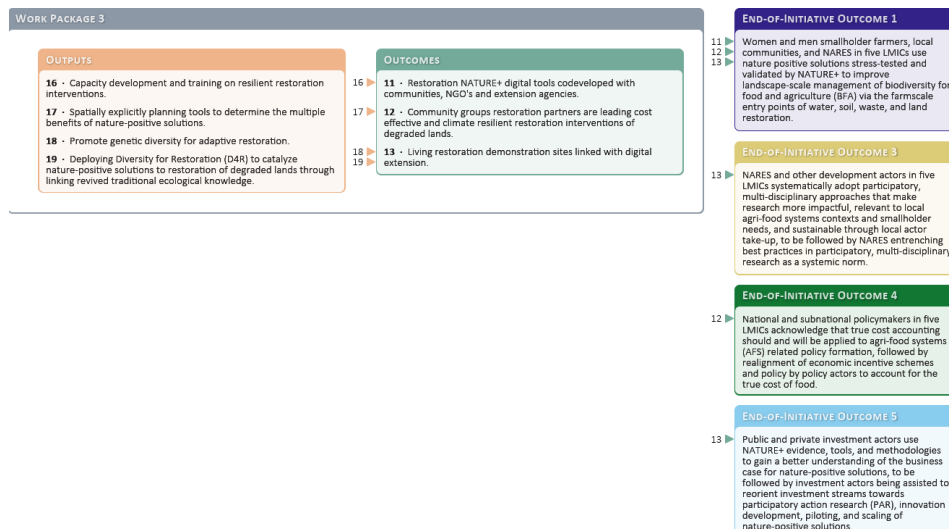 WORK PACKAGE 3
OUTPUTS
16 · Capacity development and training on resilient restoration
interventions.
17 · Spatially explicitly planning tools to determine the multiple
benefits of nature-positive solutions.
18 · Promote genetic diversity for adaptive restoration.
19 · Deploying Diversity for Restoration (D4R) to catalyze
nature-positive solutions to restoration of degraded lands through
linking revived traditional ecological knowledge.
OUTCOMES
16
11 · Restoration NATURE+ digital tools codeveloped with
communities, NGO's and extension agencies.
17
12 · Community groups restoration partners are leading cost
effective and climate resilient restoration interventions of
degraded lands.
18
19
13 · Living restoration demonstration sites linked with digital
extension.
END-OF-INITIATIVE OUTCOME 1
11
12
13
Women and men smallholder farmers, local
communities, and NARES in five LMICs use
nature positive solutions stress-tested and
validated by NATURE+ to improve
landscape-scale management of biodiversity for
food and agriculture (BFA) via the farmscale
entry points of water, soil, waste, and land
restoration.
END-OF-INITIATIVE OUTCOME 3
13
NARES and other development actors in five
LMICs systematically adopt participatory,
multi-disciplinary approaches that make
research more impactful, relevant to local
agri-food systems contexts and smallholder
needs, and sustainable through local actor
take-up, to be followed by NARES entrenching
best practices in participatory, multi-disciplinary
research as a systemic norm.
END-OF-INITIATIVE OUTCOME 4
12
National and subnational policymakers in five
LMICs acknowledge that true cost accounting
should and will be applied to agri-food systems
(AFS) related policy formation, followed by
realignment of economic incentive schemes
and policy by policy actors to account for the
true cost of food.
END-OF-INITIATIVE OUTCOME 5
13
Public and private investment actors use
NATURE+ evidence, tools, and methodologies
to gain a better understanding of the business
case for nature-positive solutions, to be
followed by investment actors being assisted to
reorient investment streams towards
participatory action research (PAR), innovation
development, piloting, and scaling of
nature-positive solutions